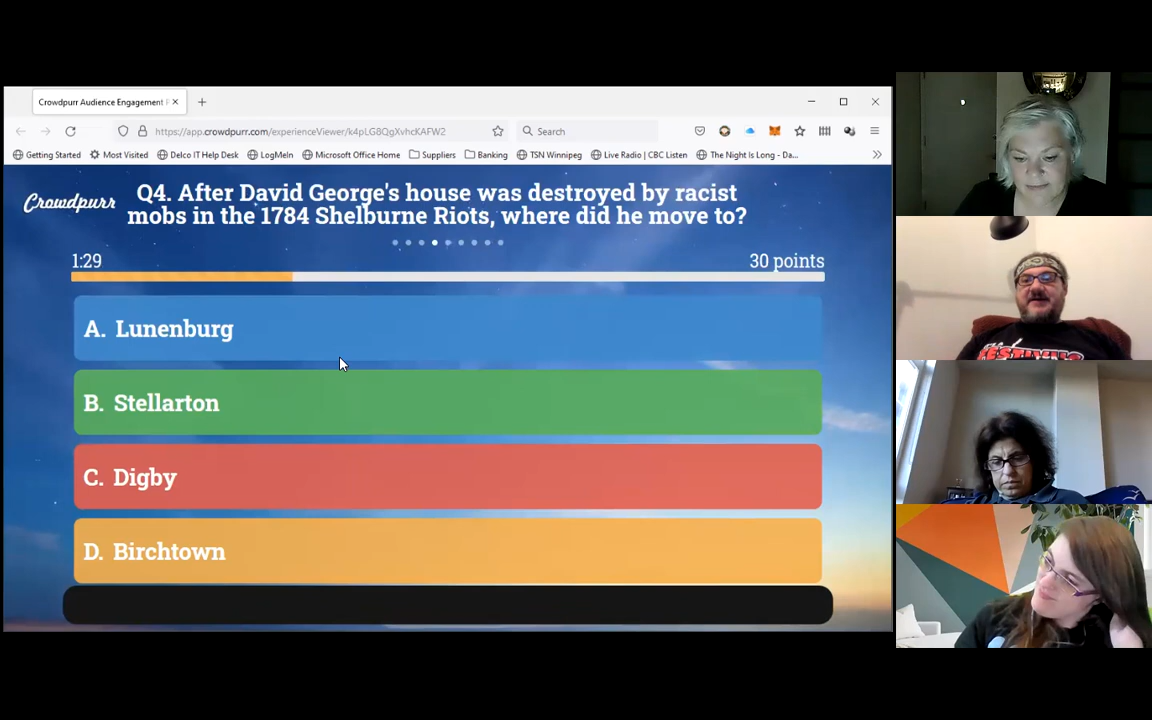 Crowdpurr Audience Engagement
https://app.crowdpurr.com/experienceViewer/k4pLG8QgXvhcKAFW2
Search
Getting Started
Most Visited
Delco IT Help Desk
LogMeIn
Microsoft Office Home
Suppliers
Banking
TSN Winnipeg
Live Radio | CBC Listen
The Night Is Long - Da...
Crowdpurr
Q4. After David George's house was destroyed by racist
mobs in the 1784 Shelburne Riots, where did he move to?
1:29
30 points
A. Lunenburg
B. Stellarton
C. Digby
D. Birchtown